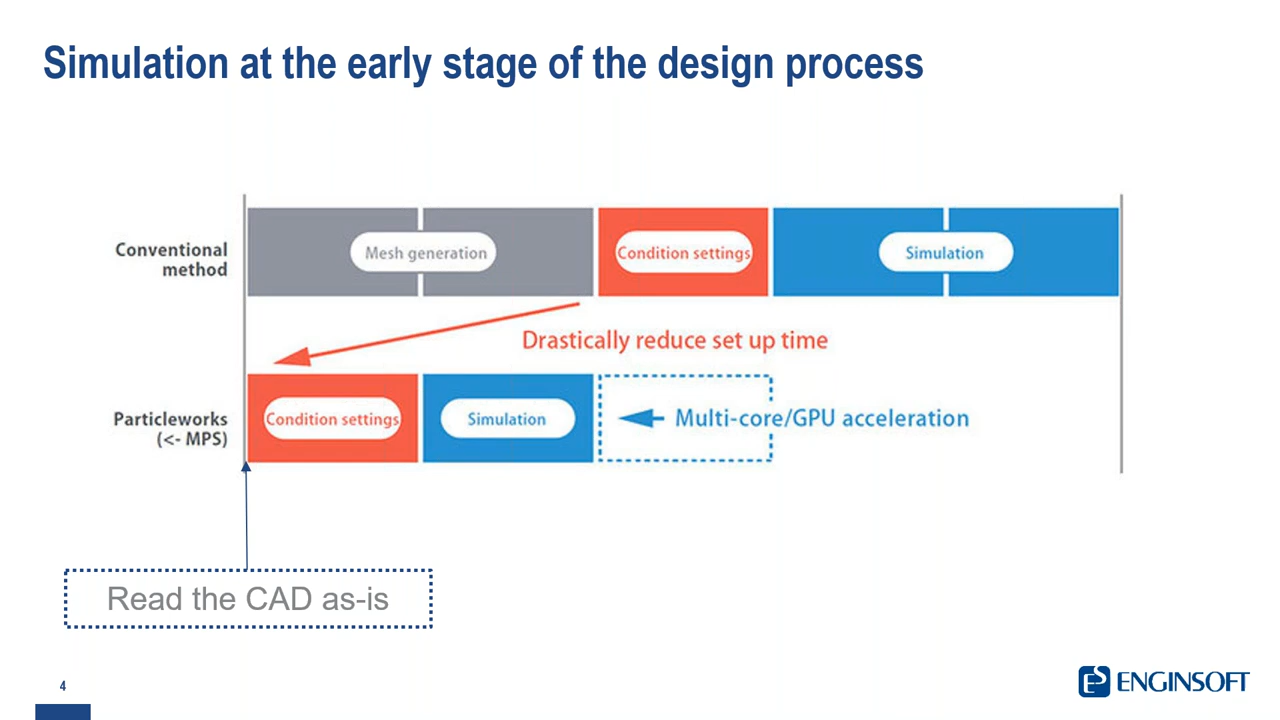 Simulation at the early stage of the design process
Conventional
method
Mesh generation
Condition settings
Simulation
Drastically reduce set up time
Particleworks
(<- MPS)
Condition settings
Simulation
Multi-core/GPU acceleration
Read the CAD as-is
4
ENGINSOFT